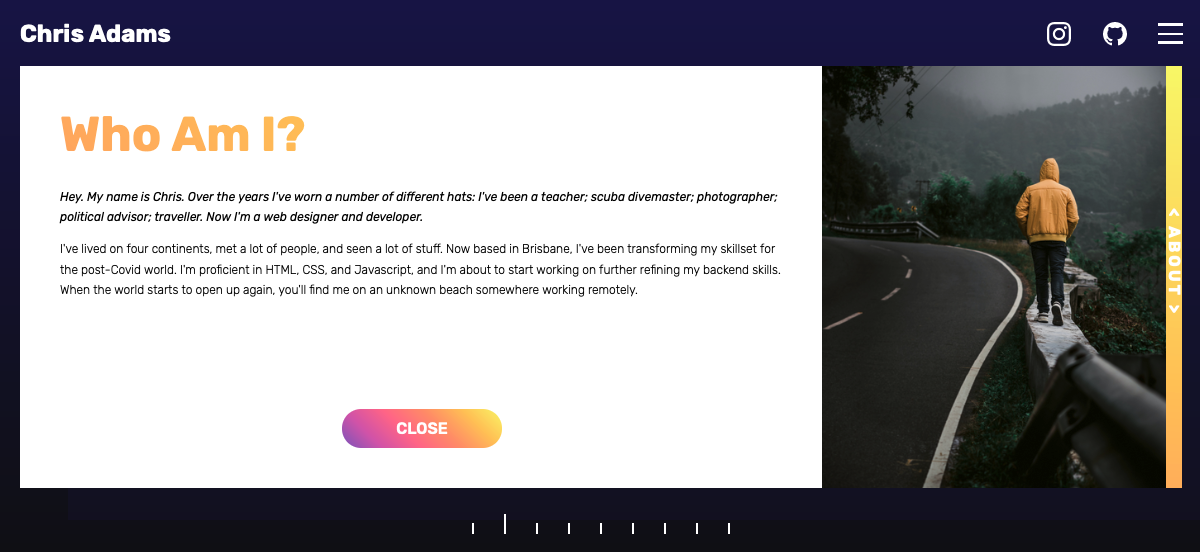 Chris Adams
Who Am I?
Hey. My name is Chris. Over the years I've worn a number of different hats: I've been a teacher; scuba divemaster; photographer;
political advisor; traveller. Now I'm a web designer and developer.
I've lived on four continents, met a lot of people, and seen a lot of stuff. Now based in Brisbane, I've been transforming my skillset for
the post-Covid world. I'm proficient in HTML, CSS, and Javascript, and I'm about to start working on further refining my backend skills.
When the world starts to open up again, you'll find me on an unknown beach somewhere working remotely.
CLOSE
< ABOUT >